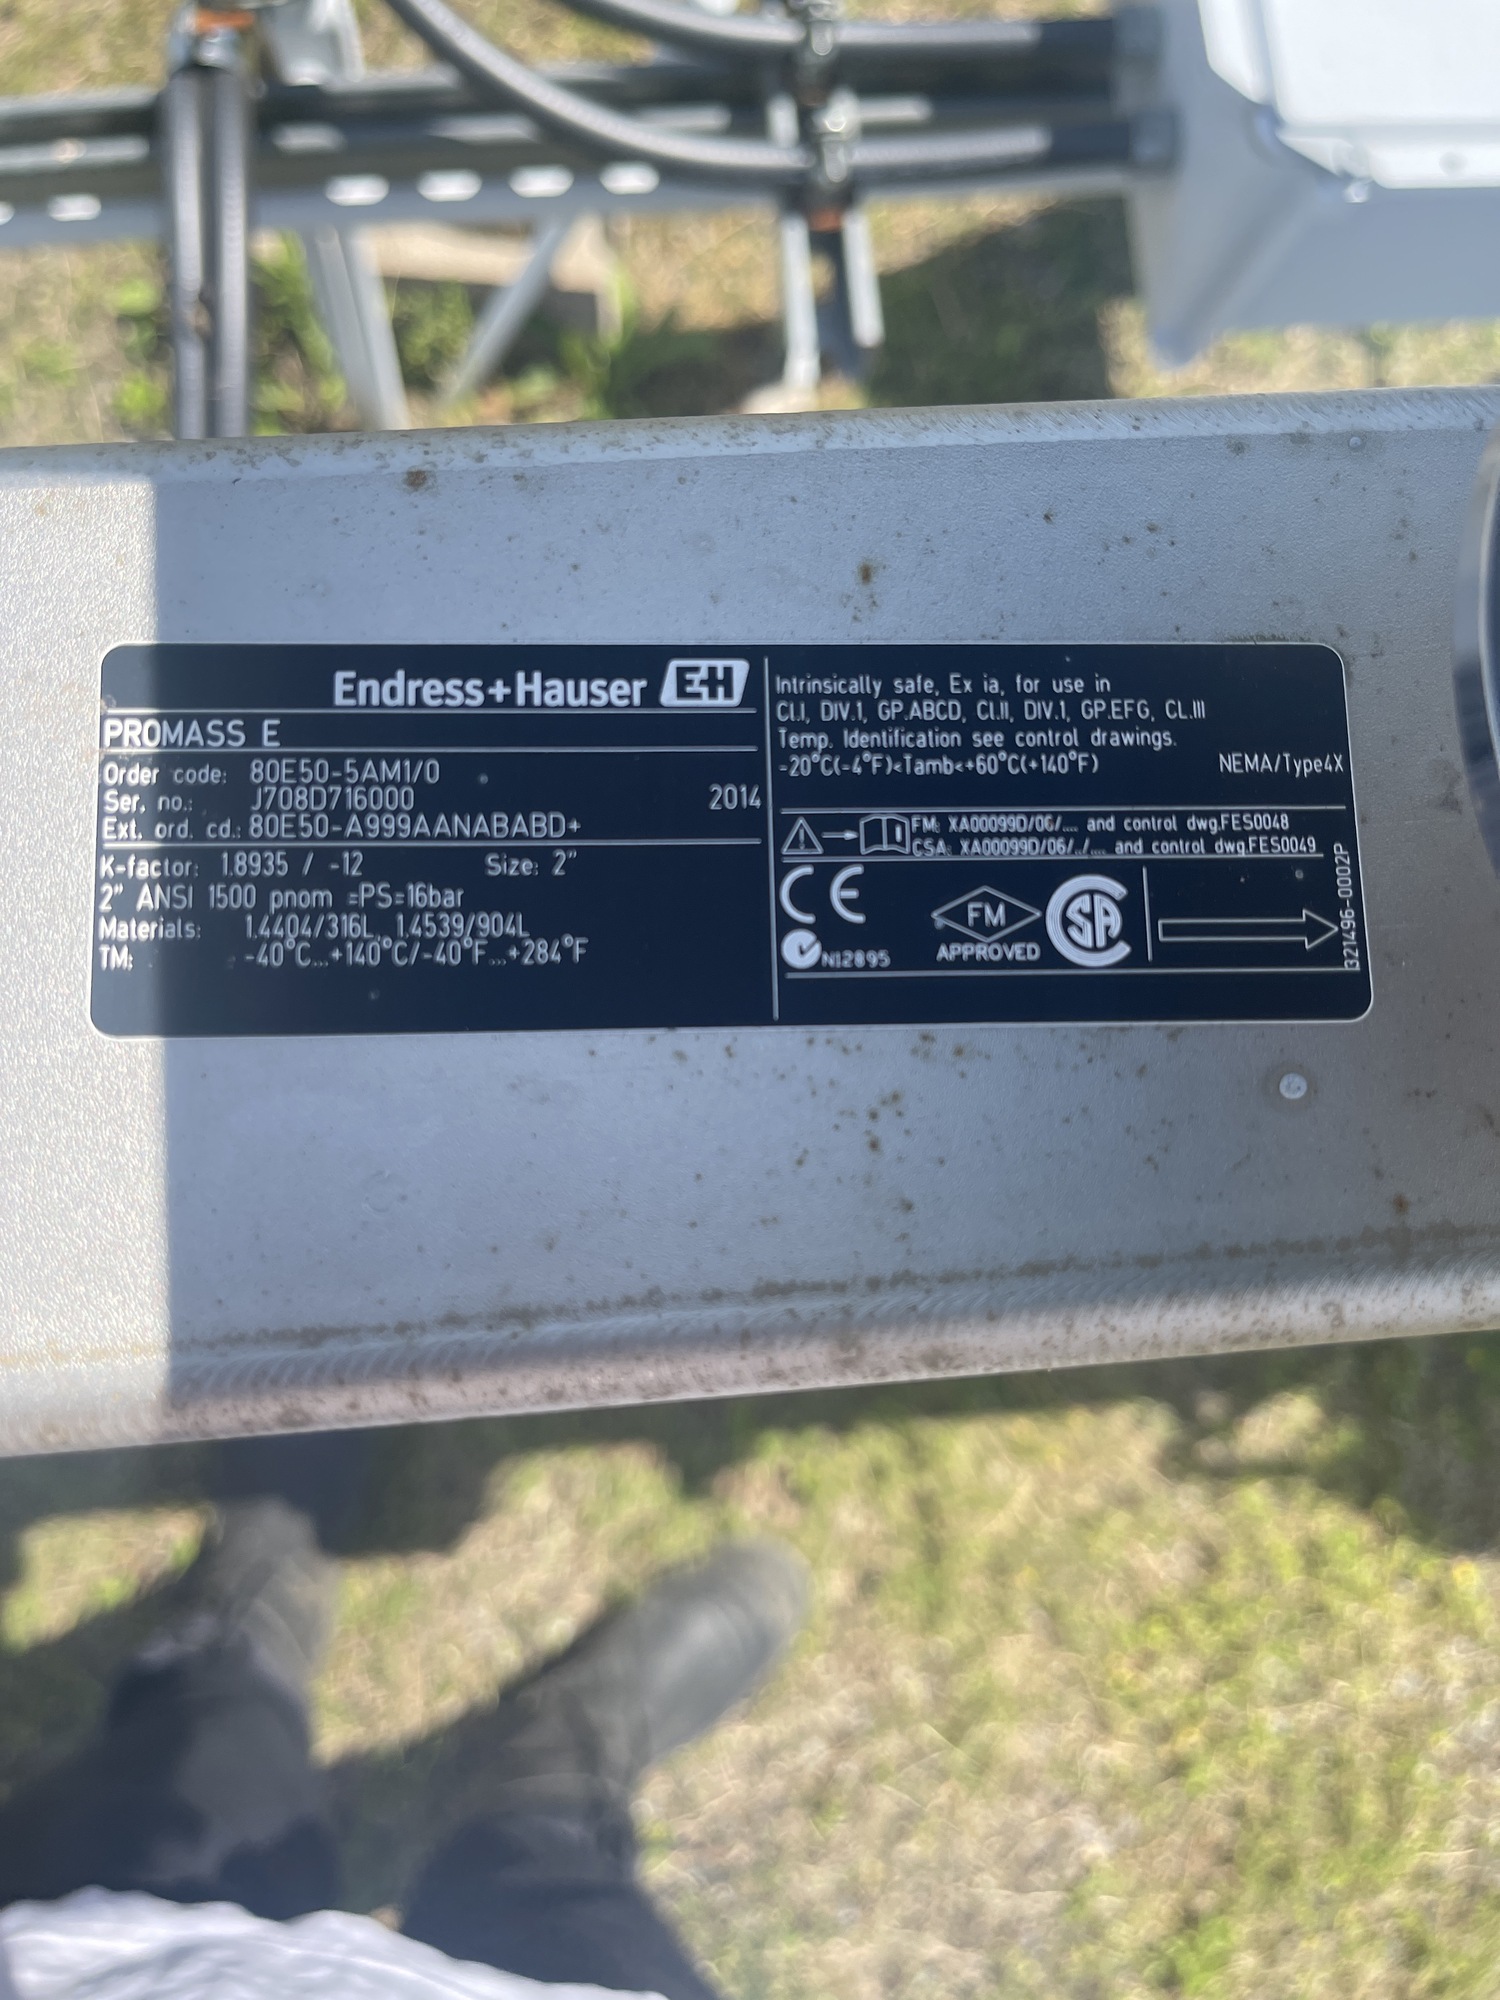 Endress+Hauser EH
PROMASS E
Order code: 80E50-5AM1/0
Ser. no.: J708D716000 2014
Ext. ord. cd.: 80E50-A999AANABABD+
K-factor: 1.8935 / -12 Size: 2"
2" ANSI 1500 pnom =PS=16bar
Materials: 1.4404/316L, 1.4539/904L
TM: -40°C...+140°C/-40°F...+284°F
Intrinsically safe, Ex ia, for use in
Cl.I, DIV.1, GP.ABCD, Cl.II, DIV.1, GP.EFG, CL.III
Temp. Identification see control drawings.
-20°C(-4°F)<Tamb<+60°C(+140°F) NEMA/Type4X
FM: XA00099D/06/.... and control dwg.FES0048
CSA: XA00099D/06/../.... and control dwg.FES0049
CE
N12895
FM
APPROVED
SA
321496-0002P